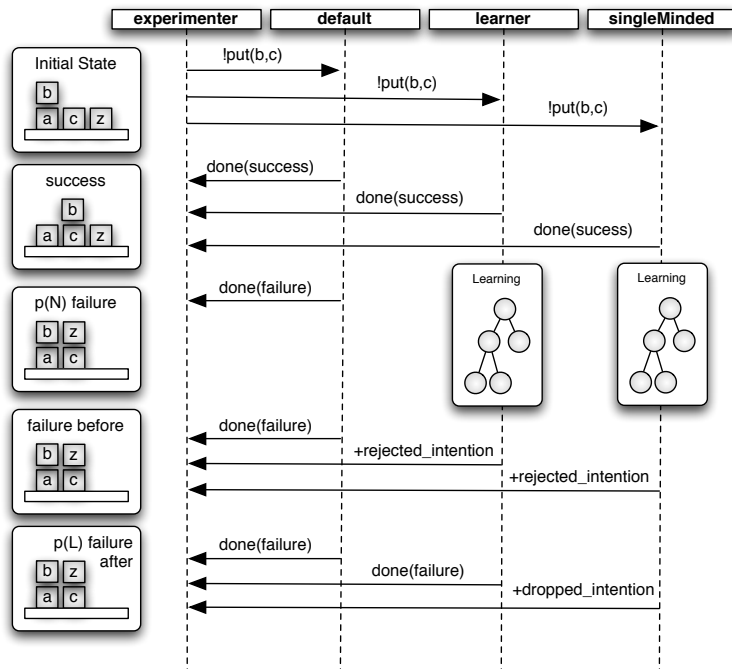 experimenter default learner singleMinded
Initial State
b
a c z
!put(b,c)
!put(b,c)
!put(b,c)
success
b
a c z
done(success)
done(success)
done(sucess)
p(N) failure
b z
a c
done(failure)
Learning
Learning
failure before
b z
a c
done(failure)
+rejected_intention
+rejected_intention
p(L) failure
after
b z
a c
done(failure)
done(failure)
+dropped_intention